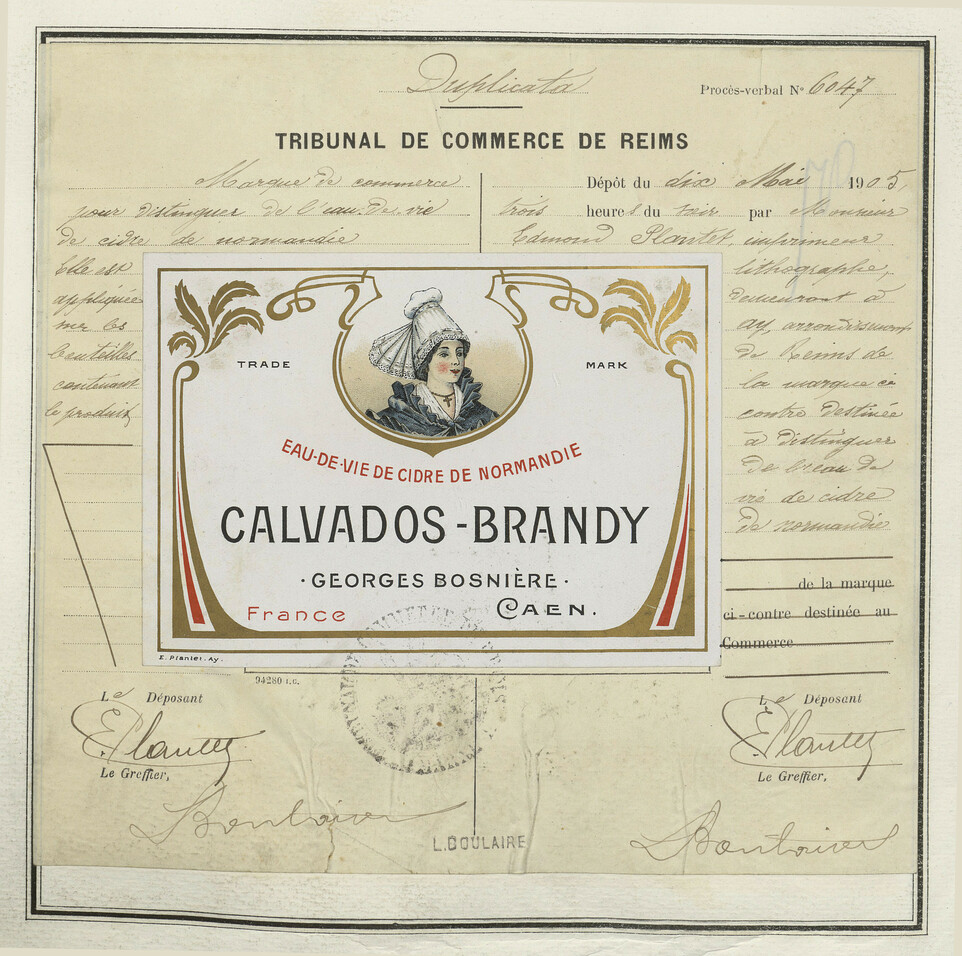 Duplicata
Procès-verbal N° 6047
TRIBUNAL DE COMMERCE DE REIMS
Marque de commerce
pour distinguer de l'eau-de-vie
de cidre de normandie
Elle est
appliquée
sur les
bouteilles
contenant
le produit
Dépôt du dix Mai 1905,
trois heures du soir par Monsieur
Edmond Plantet, imprimeur
lithographe,
demeurant à
ay, arrondissement
de Reims de
la marque ci
contre destinée
à distinguer
de l'eau de
vie de cidre
de normandie
de la marque
ci-contre destinée au
Commerce
TRADE MARK
EAU-DE-VIE DE CIDRE DE NORMANDIE
CALVADOS-BRANDY
·GEORGES BOSNIÈRE·
France CAEN.
E. Plantet. Ay.
94280 I.C.
Le Déposant
E. Plantet
Le Greffier,
Le Déposant
E. Plantet
Le Greffier,
L. DOULAIRE